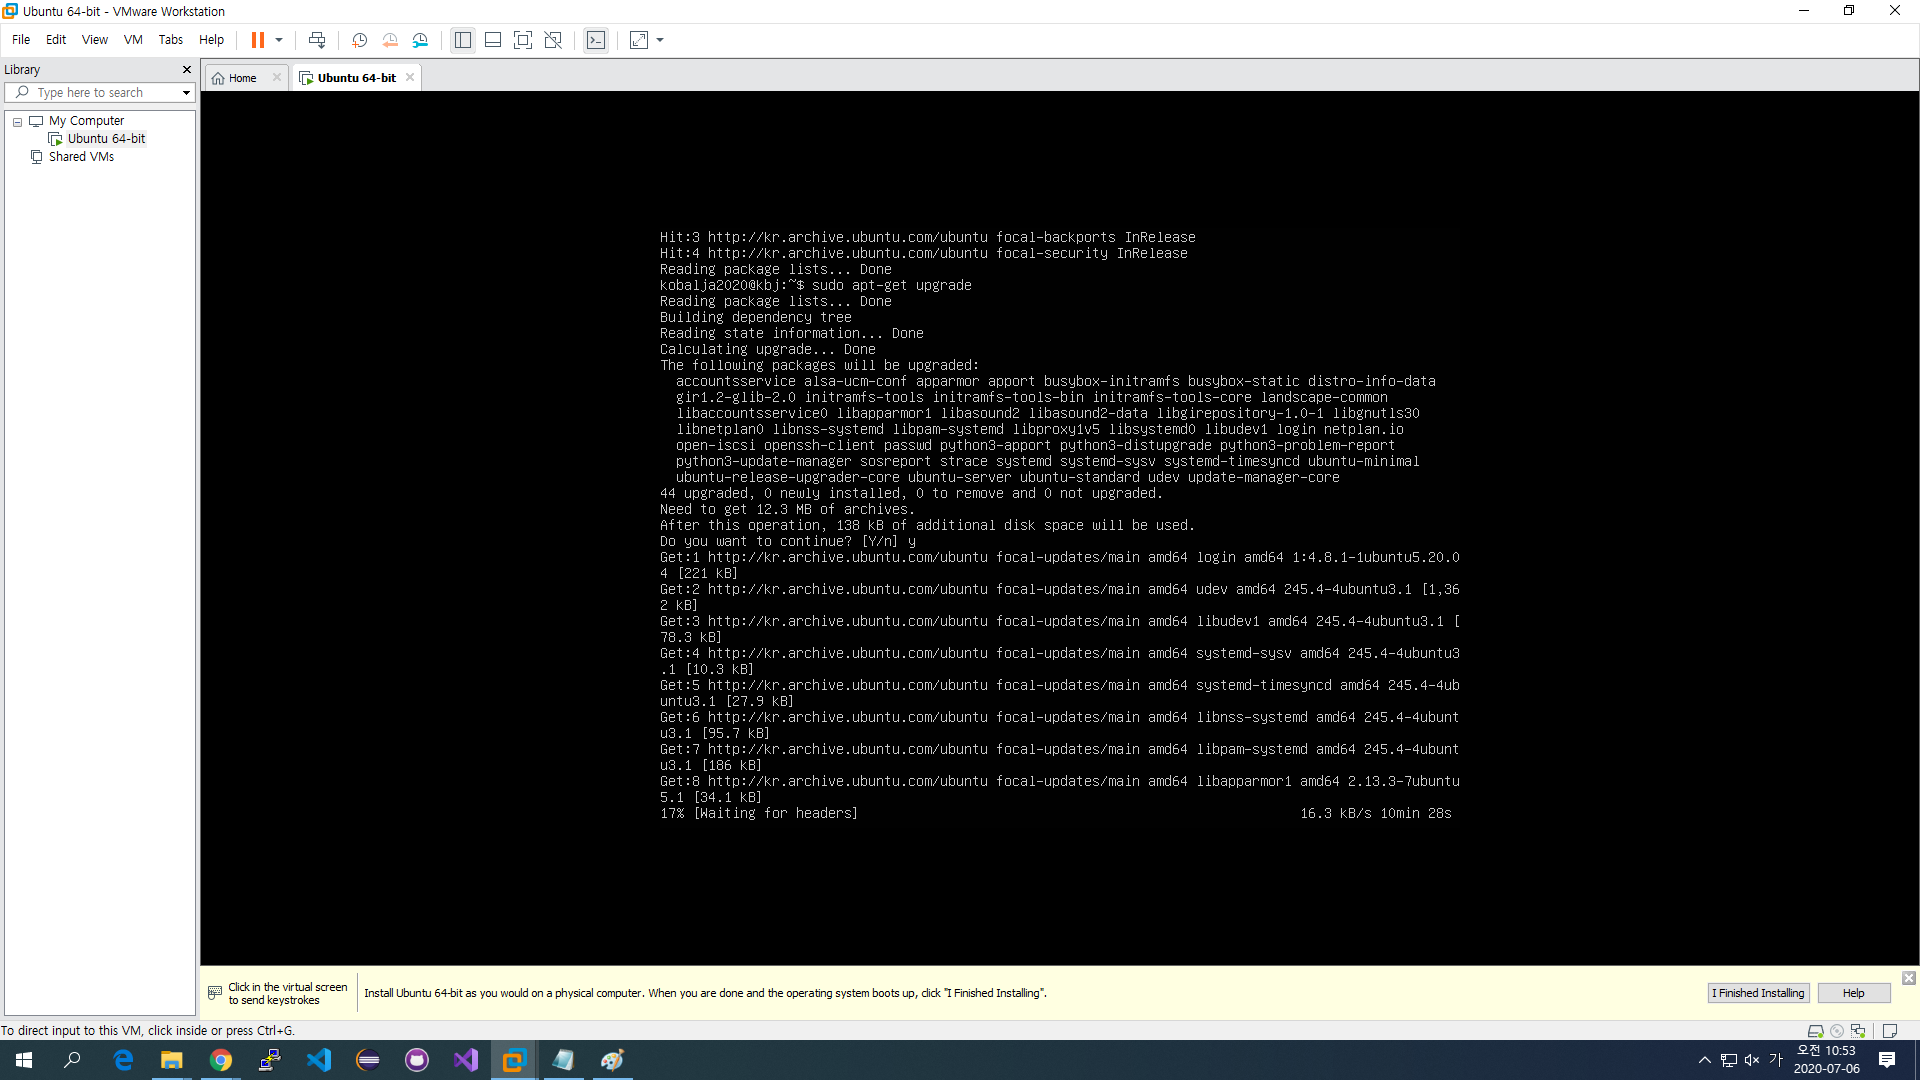 Ubuntu 64-bit - VMware Workstation
File Edit View VM Tabs Help
Library
Type here to search
My Computer
Ubuntu 64-bit
Shared VMs
Home
Ubuntu 64-bit
Hit:3 http://kr.archive.ubuntu.com/ubuntu focal-backports InRelease
Hit:4 http://kr.archive.ubuntu.com/ubuntu focal-security InRelease
Reading package lists... Done
kobalja2020@kbj:~$ sudo apt-get upgrade
Reading package lists... Done
Building dependency tree
Reading state information... Done
Calculating upgrade... Done
The following packages will be upgraded:
accountsservice alsa-ucm-conf apparmor apport busybox-initramfs busybox-static distro-info-data
gir1.2-glib-2.0 initramfs-tools initramfs-tools-bin initramfs-tools-core landscape-common
libaccountsservice0 libapparmor1 libasound2 libasound2-data libgirepository-1.0-1 libgnutls30
libnetplan0 libnss-systemd libpam-systemd libproxy1v5 libsystemd0 libudev1 login netplan.io
open-iscsi openssh-client passwd python3-apport python3-distupgrade python3-problem-report
python3-update-manager sosreport strace systemd systemd-sysv systemd-timesyncd ubuntu-minimal
ubuntu-release-upgrader-core ubuntu-server ubuntu-standard udev update-manager-core
44 upgraded, 0 newly installed, 0 to remove and 0 not upgraded.
Need to get 12.3 MB of archives.
After this operation, 138 kB of additional disk space will be used.
Do you want to continue? [Y/n] y
Get:1 http://kr.archive.ubuntu.com/ubuntu focal-updates/main amd64 login amd64 1:4.8.1-1ubuntu5.20.0
4 [221 kB]
Get:2 http://kr.archive.ubuntu.com/ubuntu focal-updates/main amd64 udev amd64 245.4-4ubuntu3.1 [1,36
2 kB]
Get:3 http://kr.archive.ubuntu.com/ubuntu focal-updates/main amd64 libudev1 amd64 245.4-4ubuntu3.1 [
78.3 kB]
Get:4 http://kr.archive.ubuntu.com/ubuntu focal-updates/main amd64 systemd-sysv amd64 245.4-4ubuntu3
.1 [10.3 kB]
Get:5 http://kr.archive.ubuntu.com/ubuntu focal-updates/main amd64 systemd-timesyncd amd64 245.4-4ub
untu3.1 [27.9 kB]
Get:6 http://kr.archive.ubuntu.com/ubuntu focal-updates/main amd64 libnss-systemd amd64 245.4-4ubunt
u3.1 [95.7 kB]
Get:7 http://kr.archive.ubuntu.com/ubuntu focal-updates/main amd64 libpam-systemd amd64 245.4-4ubunt
u3.1 [186 kB]
Get:8 http://kr.archive.ubuntu.com/ubuntu focal-updates/main amd64 libapparmor1 amd64 2.13.3-7ubuntu
5.1 [34.1 kB]
17% [Waiting for headers] 16.3 kB/s 10min 28s
Click in the virtual screen
to send keystrokes
Install Ubuntu 64-bit as you would on a physical computer. When you are done and the operating system boots up, click "I Finished Installing".
I Finished Installing
Help
To direct input to this VM, click inside or press Ctrl+G.
가
오전 10:53
2020-07-06